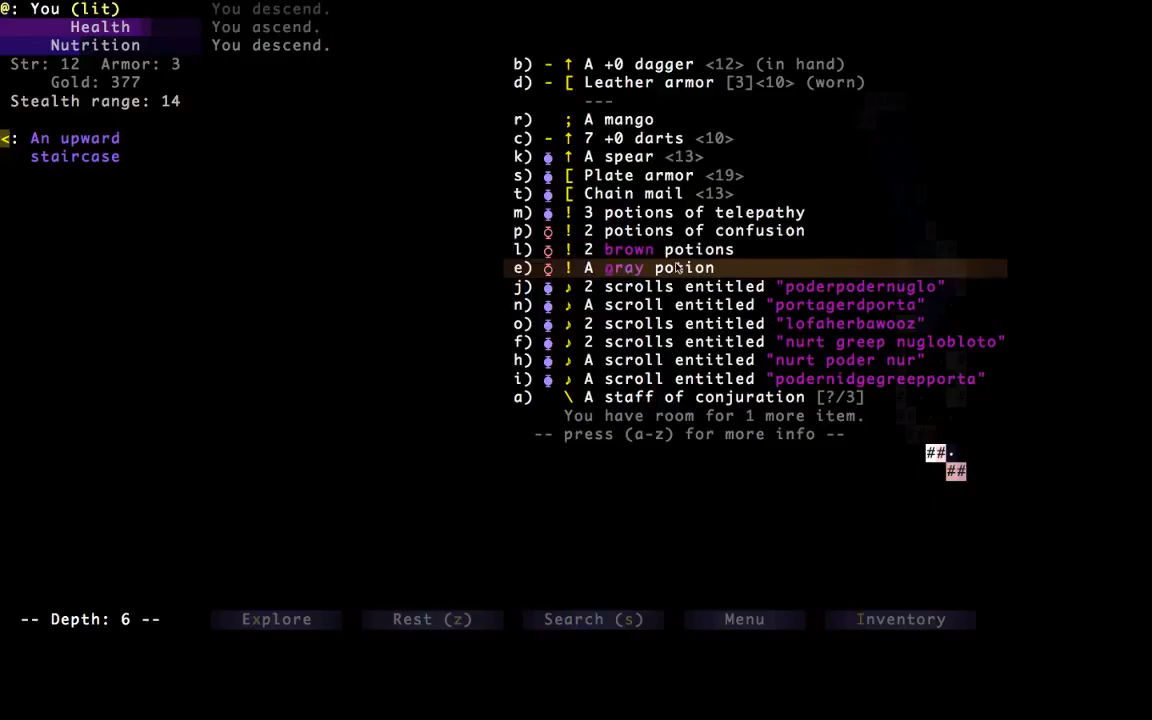 @: You (lit)
You descend.
Health
You ascend.
Nutrition
You descend.
Str: 12 Armor: 3
Gold: 377
Stealth range: 14
<: An upward
staircase
b) - ↑ A +0 dagger <12> (in hand)
d) - [ Leather armor [3]<10> (worn)
---
r) ; A mango
c) - ↑ 7 +0 darts <10>
k) ↑ A spear <13>
s) [ Plate armor <19>
t) [ Chain mail <13>
m) ! 3 potions of telepathy
p) ! 2 potions of confusion
l) ! 2 brown potions
e) ! A gray potion
j) ♪ 2 scrolls entitled "poderpodernuglo"
n) ♪ A scroll entitled "portagerdporta"
o) ♪ 2 scrolls entitled "lofaherbawooz"
f) ♪ 2 scrolls entitled "nurt greep nuglobloto"
h) ♪ A scroll entitled "nurt poder nur"
i) ♪ A scroll entitled "podernidgegreepporta"
a) \ A staff of conjuration [?/3]
You have room for 1 more item.
-- press (a-z) for more info --
##.
##
-- Depth: 6 --
Explore
Rest (z)
Search (s)
Menu
Inventory